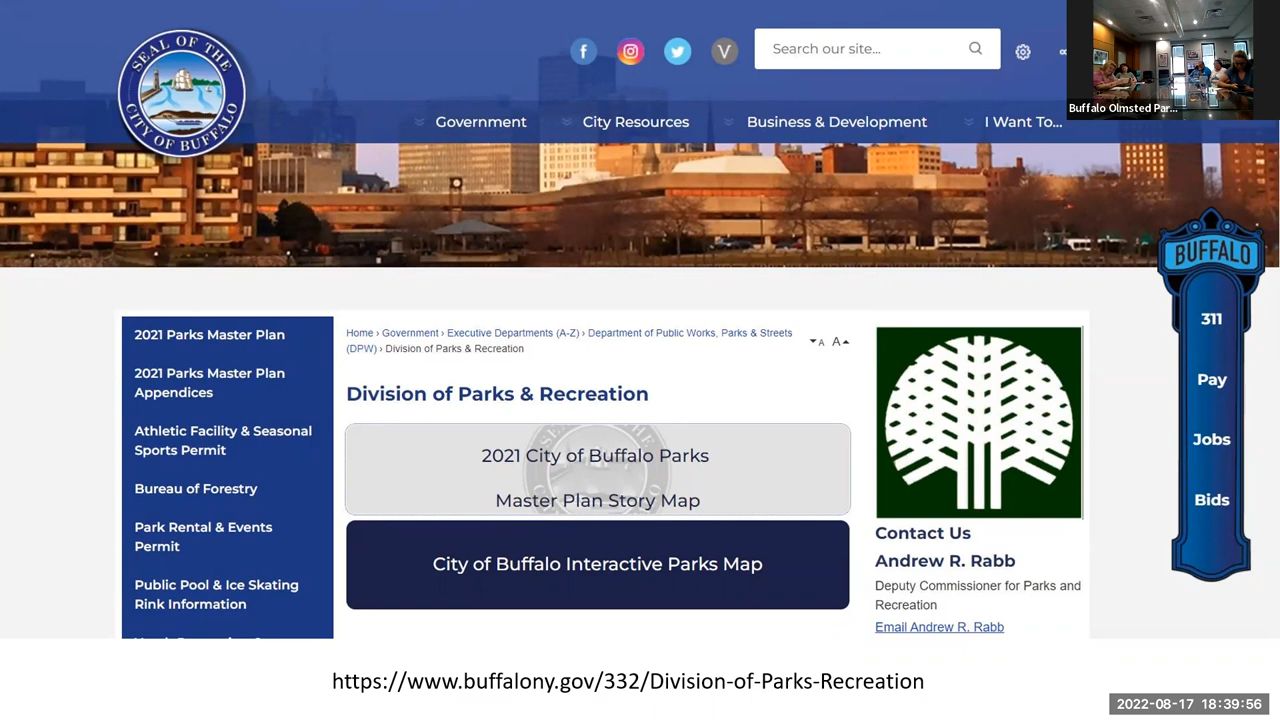 SEAL OF THE
CITY OF BUFFALO
f
V
Search our site...
Buffalo Olmsted Par...
Government
City Resources
Business & Development
I Want To...
BUFFALO
311
Pay
Jobs
Bids
2021 Parks Master Plan
2021 Parks Master Plan
Appendices
Athletic Facility & Seasonal
Sports Permit
Bureau of Forestry
Park Rental & Events
Permit
Public Pool & Ice Skating
Rink Information
Home › Government › Executive Departments (A-Z) › Department of Public Works, Parks & Streets
(DPW) › Division of Parks & Recreation
A A
Division of Parks & Recreation
2021 City of Buffalo Parks
Master Plan Story Map
City of Buffalo Interactive Parks Map
Contact Us
Andrew R. Rabb
Deputy Commissioner for Parks and
Recreation
Email Andrew R. Rabb
https://www.buffalony.gov/332/Division-of-Parks-Recreation
2022-08-17 18:39:56